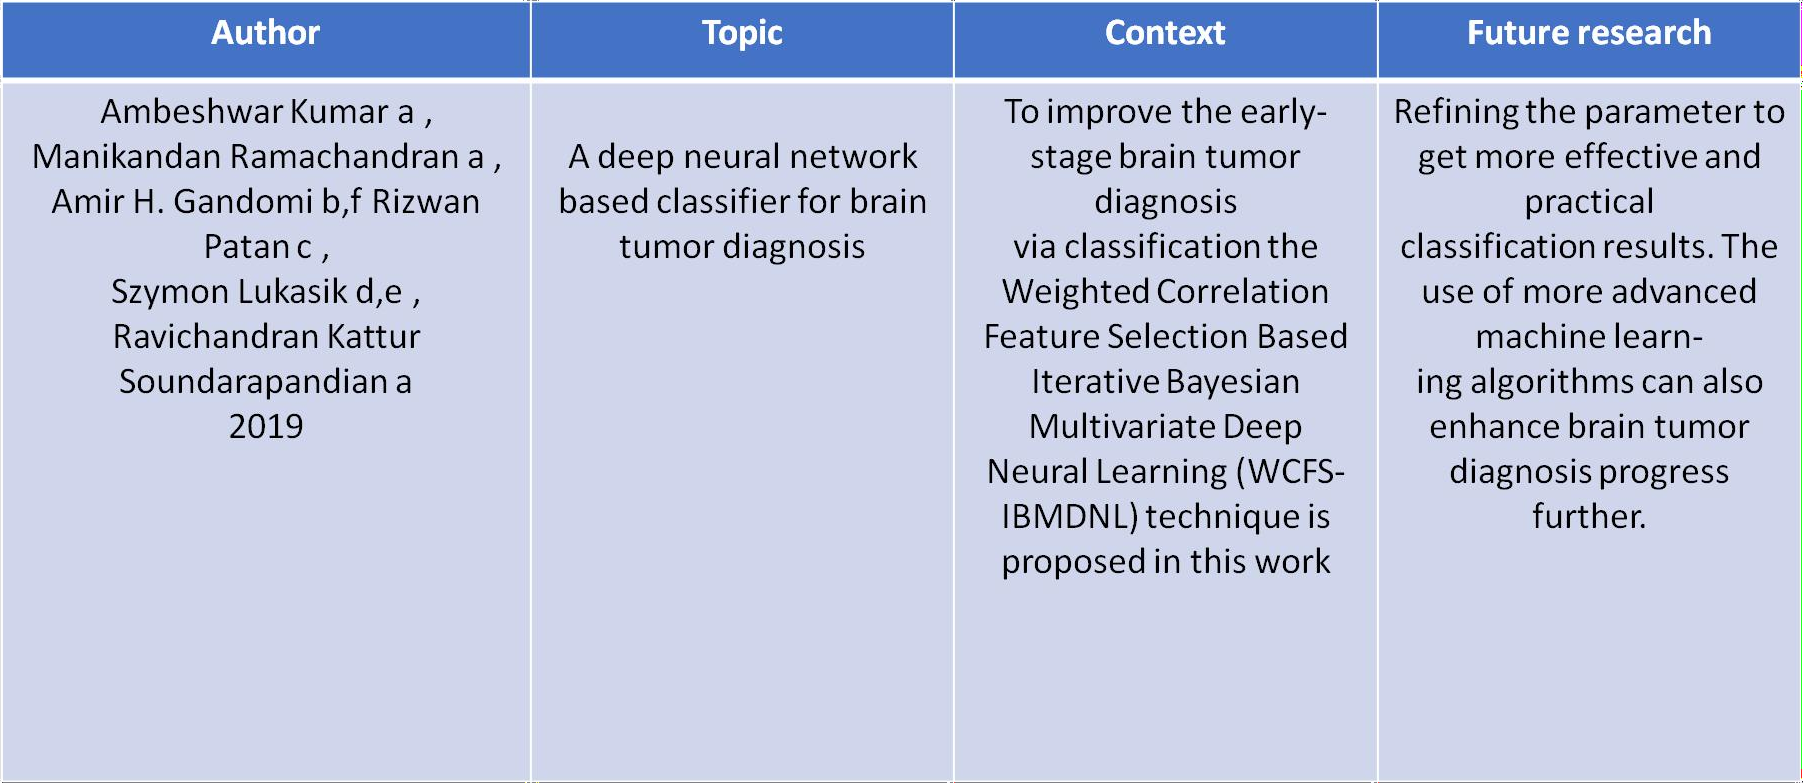 Author
Topic
Context
Future research
Ambeshwar Kumar a ,
Manikandan Ramachandran a ,
Amir H. Gandomi b,f Rizwan
Patan c ,
Szymon Lukasik d,e ,
Ravichandran Kattur
Soundarapandian a
2019
A deep neural network
based classifier for brain
tumor diagnosis
To improve the early-
stage brain tumor
diagnosis
via classification the
Weighted Correlation
Feature Selection Based
Iterative Bayesian
Multivariate Deep
Neural Learning (WCFS-
IBMDNL) technique is
proposed in this work
Refining the parameter to
get more effective and
practical
classification results. The
use of more advanced
machine learn-
ing algorithms can also
enhance brain tumor
diagnosis progress
further.